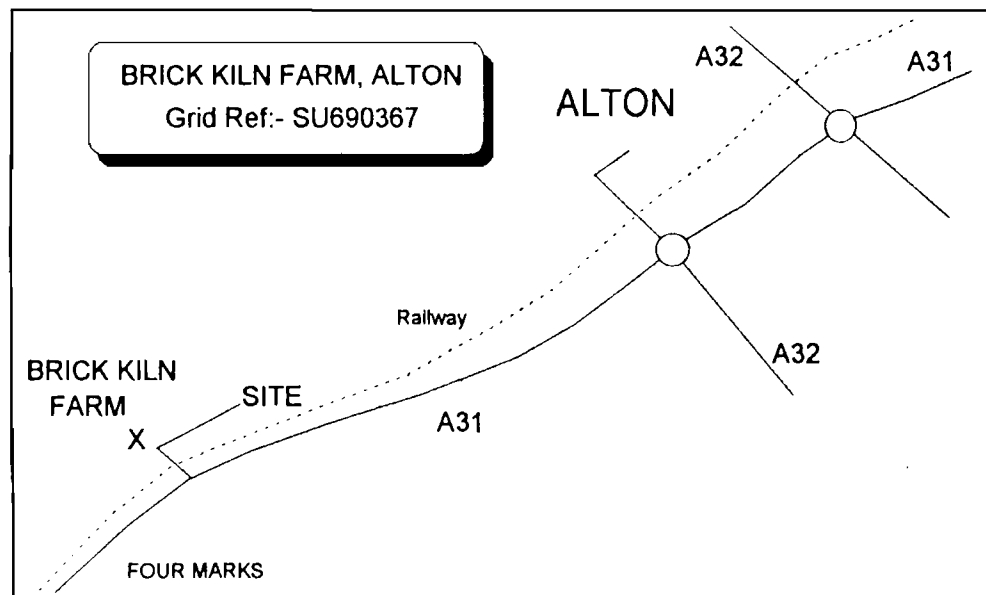 BRICK KILN FARM, ALTON
Grid Ref:- SU690367
A32
A31
ALTON
Railway
A32
BRICK KILN
FARM
SITE
X
A31
FOUR MARKS